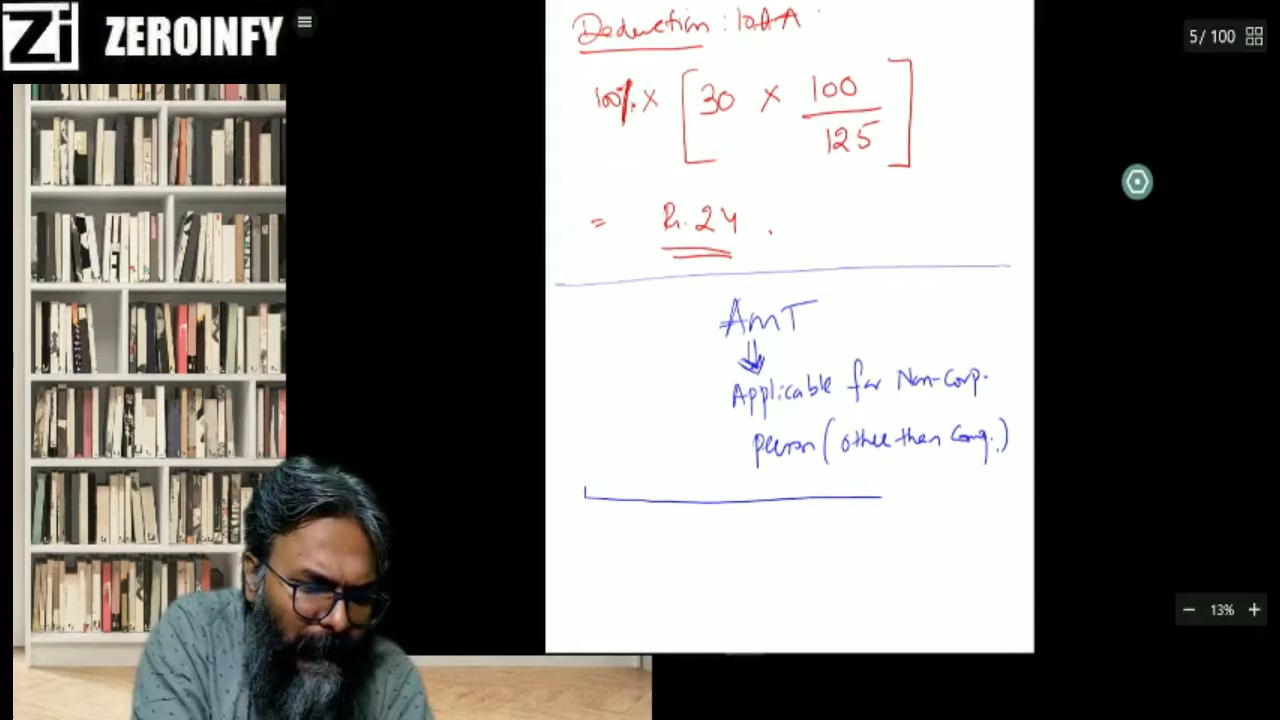 Zi ZEROINFY
5/100
Deduction : 10AA
100% x [ 30 x 100
125 ]
= R. 24 .
AMT
Applicable for Non-Corp.
person (other than Comp.)
13%